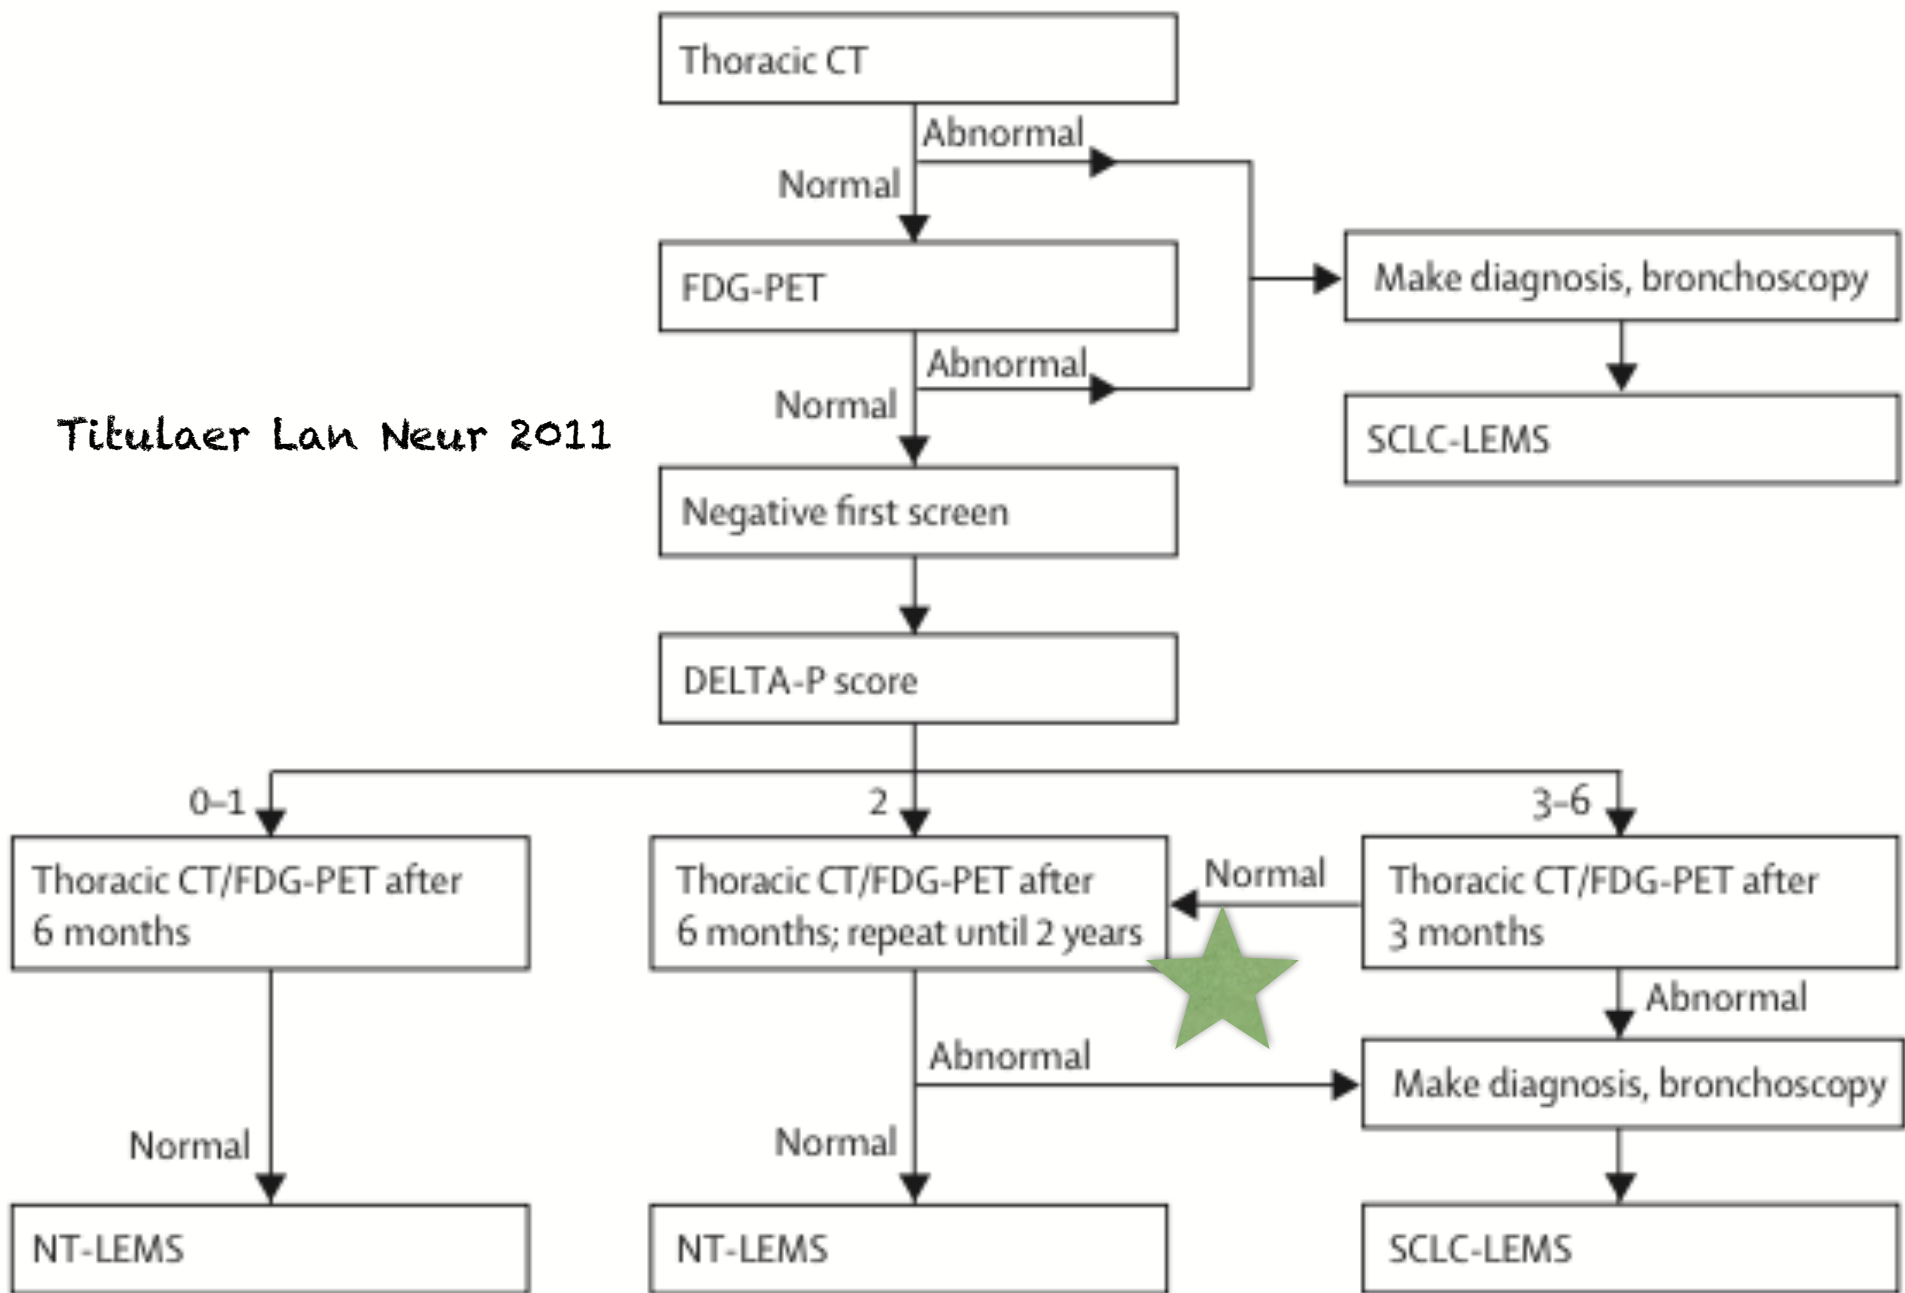 Thoracic CT
Abnormal
Normal
FDG-PET
Make diagnosis, bronchoscopy
Abnormal
Normal
SCLC-LEMS
Titulaer Lan Neur 2011
Negative first screen
DELTA-P score
0–1
2
3–6
Thoracic CT/FDG-PET after
6 months
Thoracic CT/FDG-PET after
6 months; repeat until 2 years
Normal
Thoracic CT/FDG-PET after
3 months
Abnormal
Abnormal
Make diagnosis, bronchoscopy
Normal
Normal
NT-LEMS
NT-LEMS
SCLC-LEMS